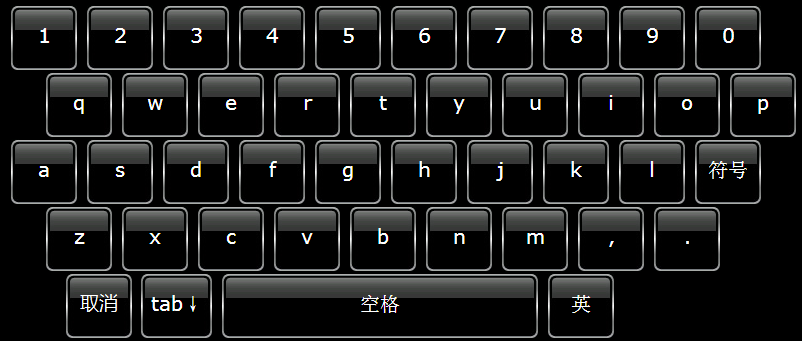 1 2 3 4 5 6 7 8 9 0
q w e r t y u i o p
a s d f g h j k l 符号
z x c v b n m , .
取消 tab↓ 空格 英